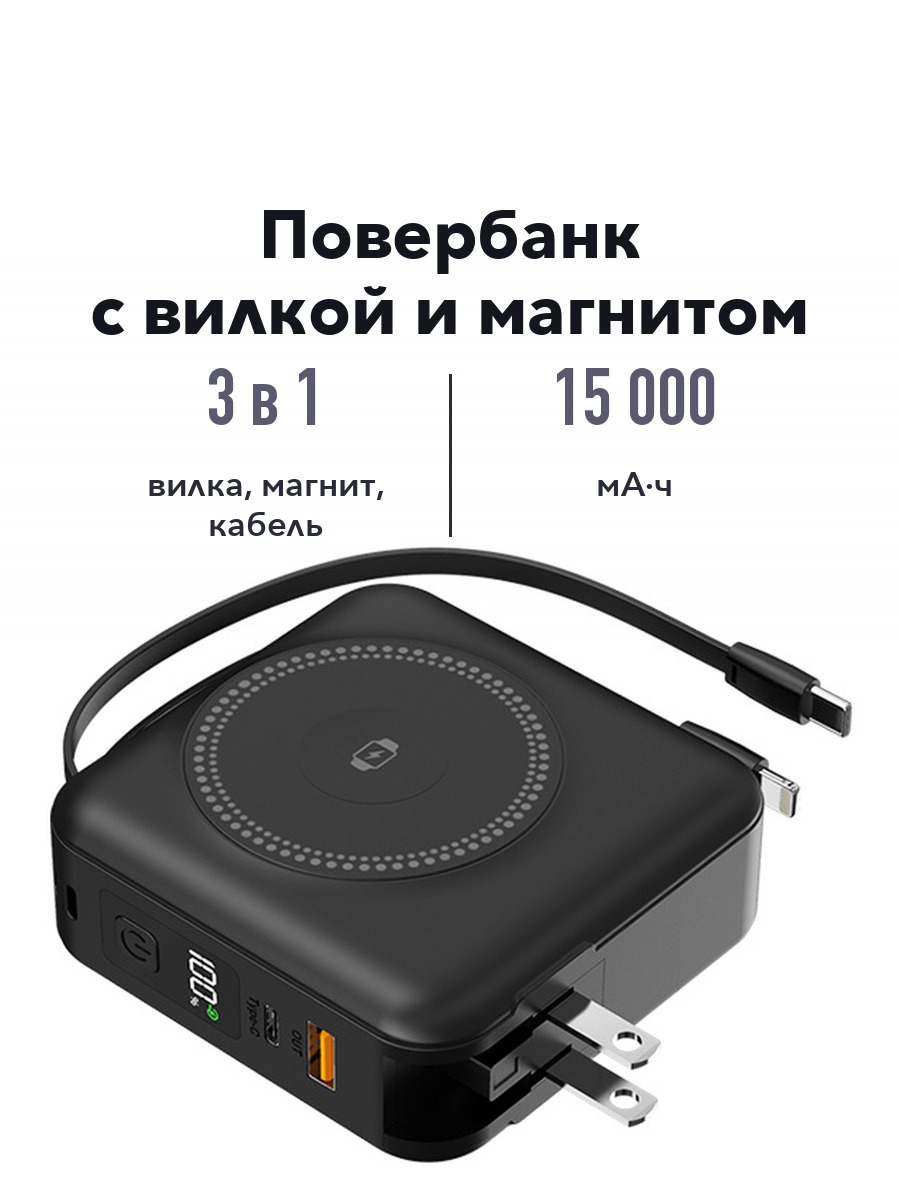 Повербанк
с вилкой и магнитом
3 в 1
15 000
вилка, магнит,
кабель
мА·ч
100%
Type-C
OUT